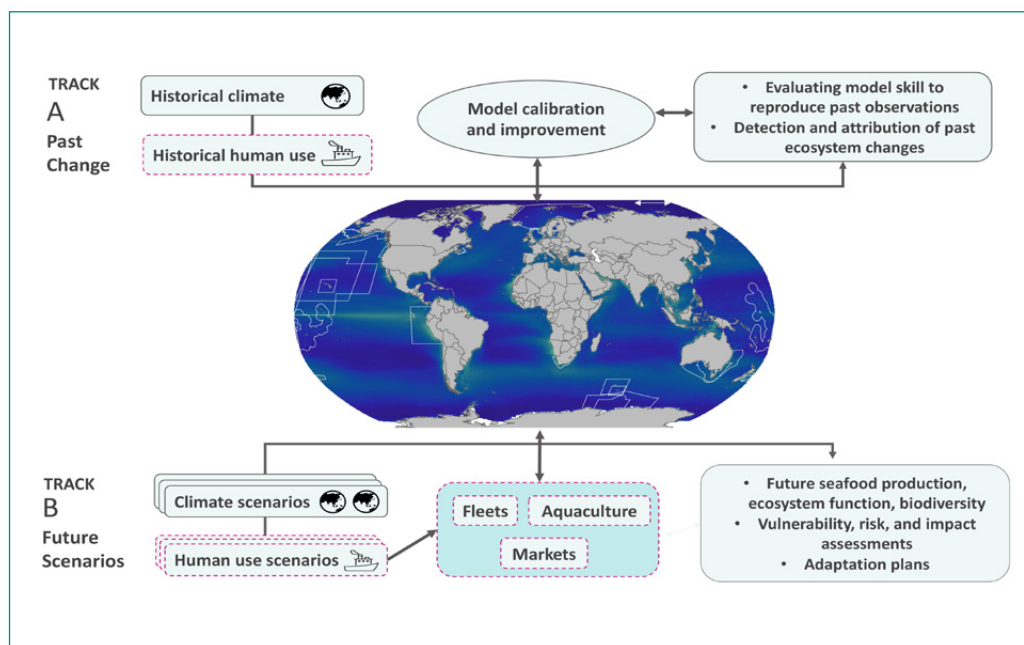 TRACK
A
Past
Change
Historical climate
Historical human use
Model calibration
and improvement
• Evaluating model skill to
reproduce past observations
• Detection and attribution of past
ecosystem changes
TRACK
B
Future
Scenarios
Climate scenarios
Human use scenarios
Fleets
Aquaculture
Markets
• Future seafood production,
ecosystem function, biodiversity
• Vulnerability, risk, and impact
assessments
• Adaptation plans